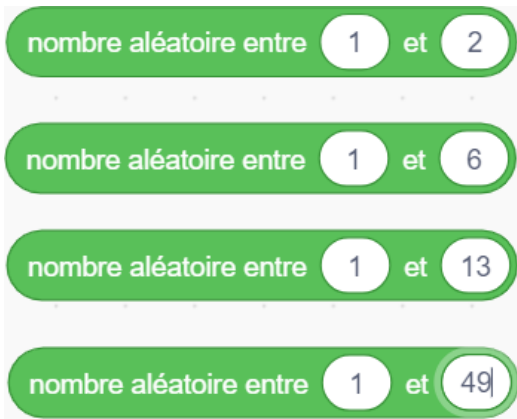 nombre aléatoire entre 1 et 2
nombre aléatoire entre 1 et 6
nombre aléatoire entre 1 et 13
nombre aléatoire entre 1 et 49